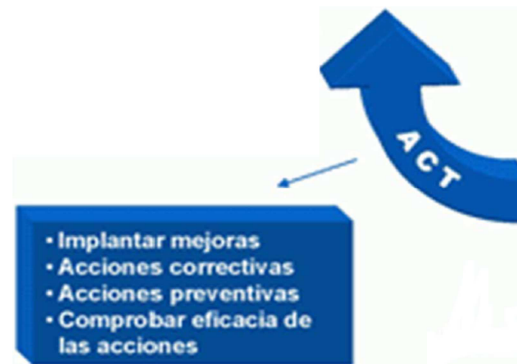 ACT
• Implantar mejoras
• Acciones correctivas
• Acciones preventivas
• Comprobar eficacia de
las acciones